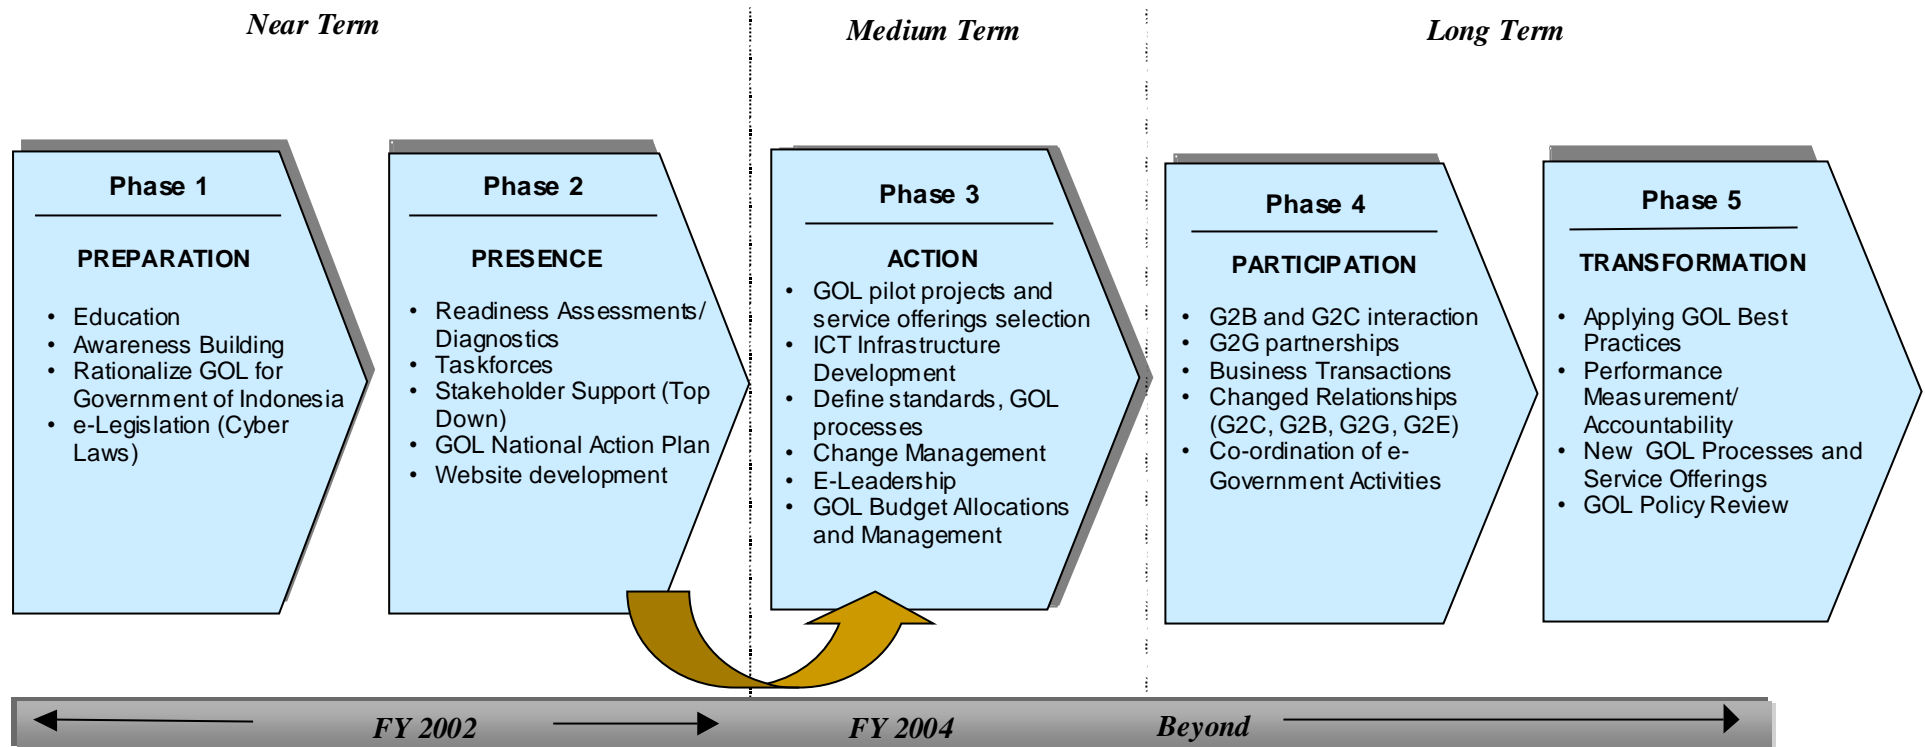 Near Term
Medium Term
Long Term
Phase 1
PREPARATION
• Education
• Awareness Building
• Rationalize GOL for
Government of Indonesia
• e-Legislation (Cyber
Laws)
Phase 2
PRESENCE
• Readiness Assessments/
Diagnostics
• Taskforces
• Stakeholder Support (Top
Down)
• GOL National Action Plan
• Website development
Phase 3
ACTION
• GOL pilot projects and
service offerings selection
• ICT Infrastructure
Development
• Define standards, GOL
processes
• Change Management
• E-Leadership
• GOL Budget Allocations
and Management
Phase 4
PARTICIPATION
• G2B and G2C interaction
• G2G partnerships
• Business Transactions
• Changed Relationships
(G2C, G2B, G2G, G2E)
• Co-ordination of e-
Government Activities
Phase 5
TRANSFORMATION
• Applying GOL Best
Practices
• Performance
Measurement/
Accountability
• New GOL Processes and
Service Offerings
• GOL Policy Review
FY 2002
FY 2004
Beyond